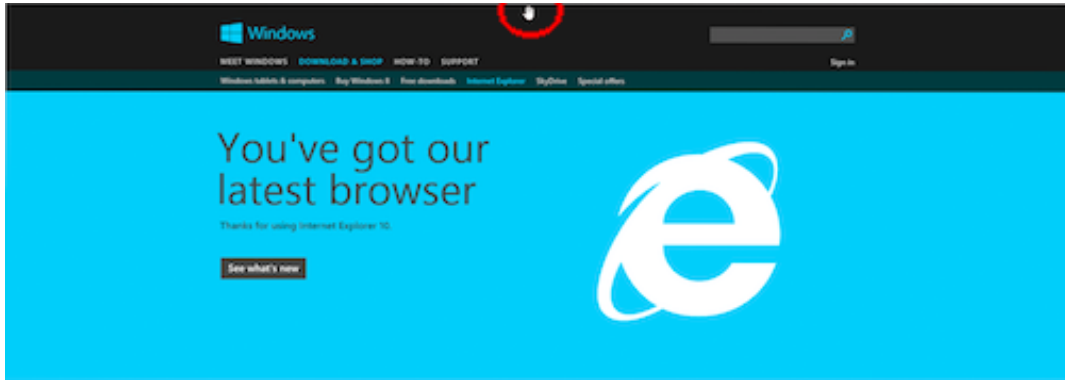 Windows
MEET WINDOWS DOWNLOAD & SHOP HOW-TO SUPPORT
Sign in
Windows tablets & computers Buy Windows 8 Free downloads Internet Explorer SkyDrive Special offers
You've got our
latest browser
Thanks for using Internet Explorer 10.
See what's new